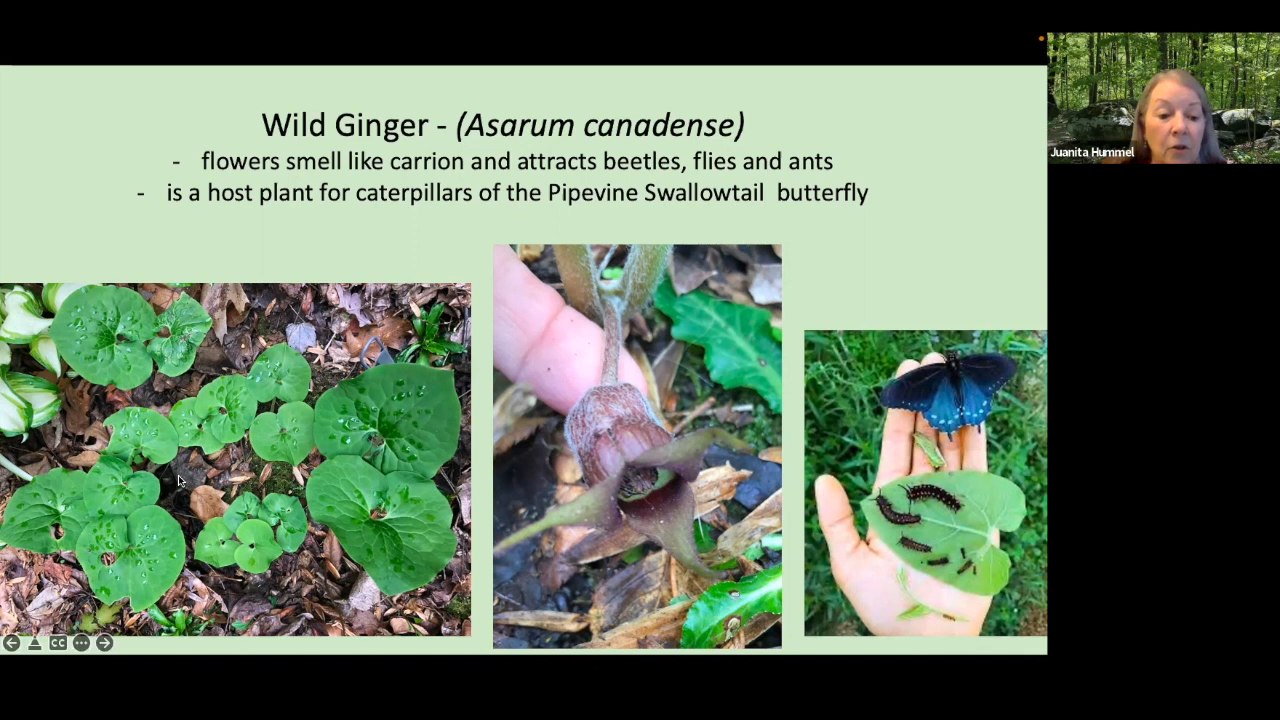 Wild Ginger - (Asarum canadense)
- flowers smell like carrion and attracts beetles, flies and ants
- is a host plant for caterpillars of the Pipevine Swallowtail butterfly
Juanita Hummel
CC